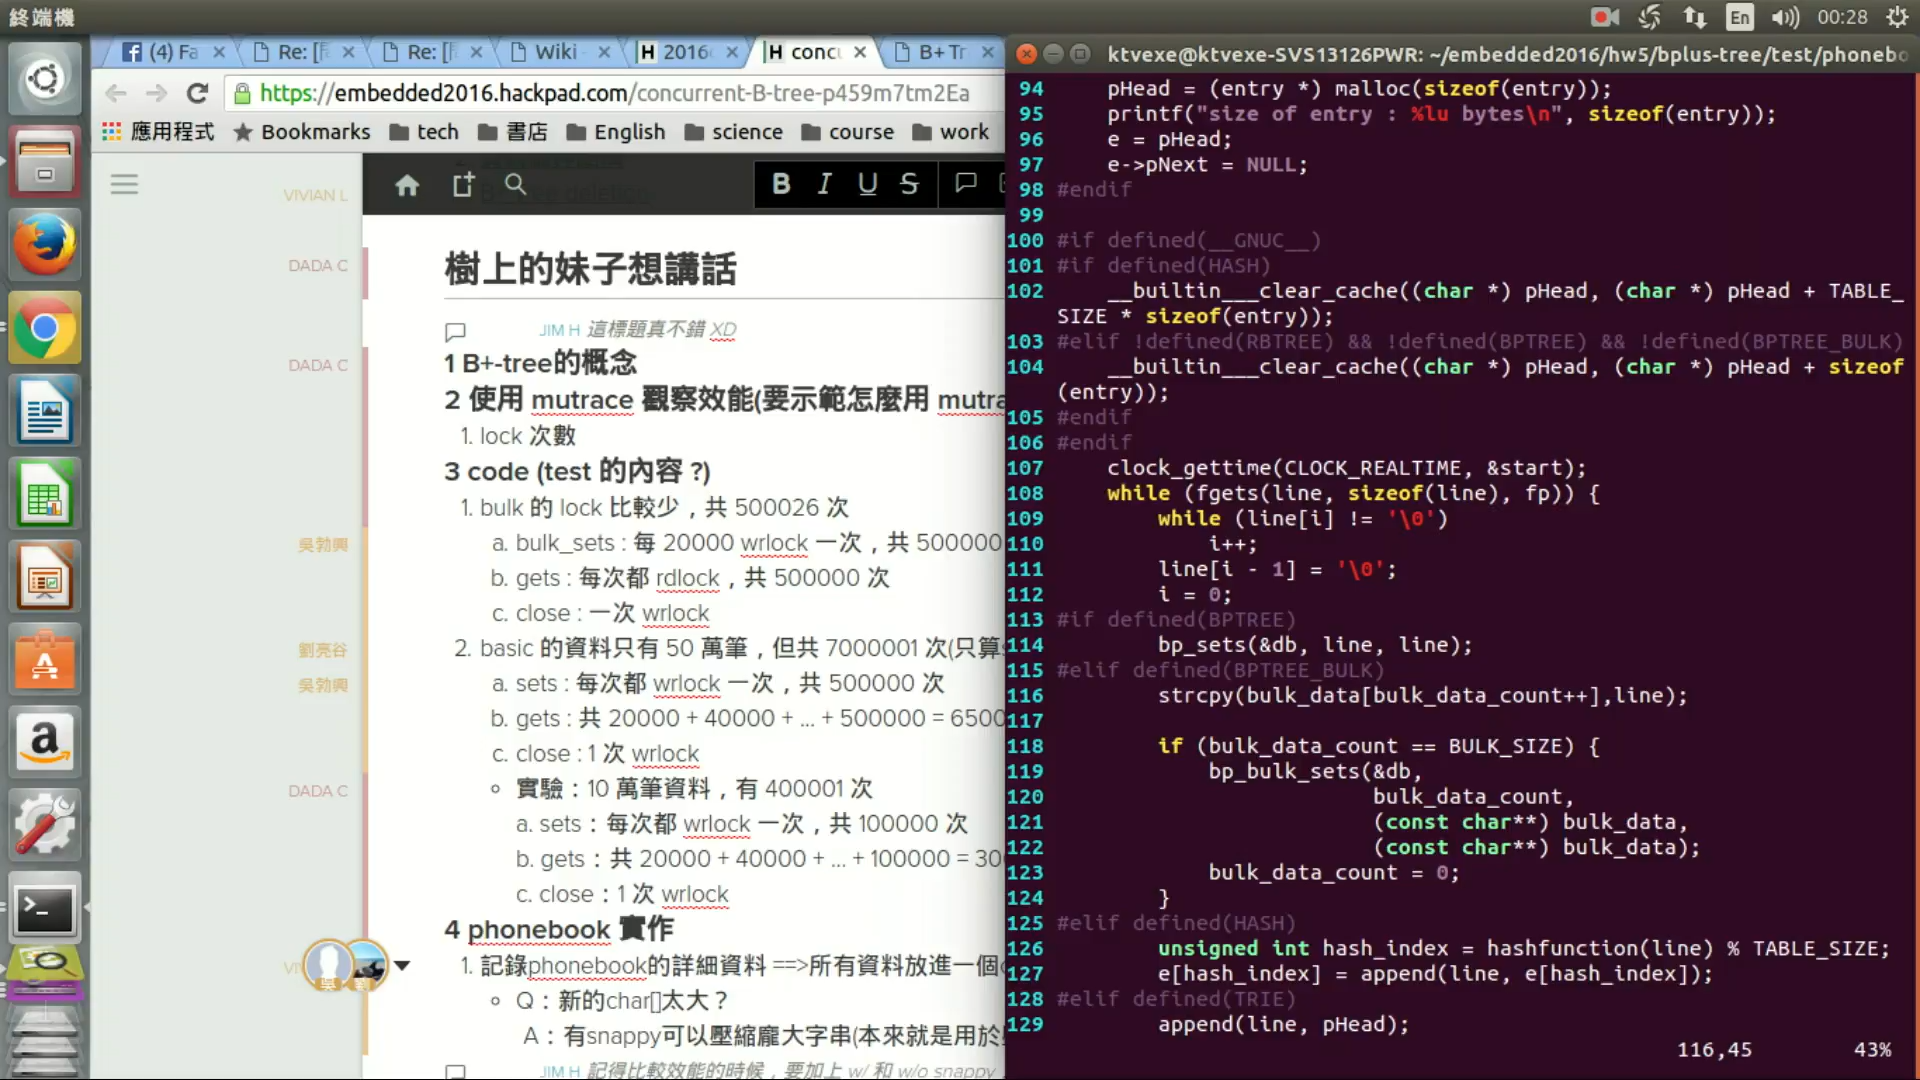 終端機
En
00:28
(4) Fa
Re: [
Re: [
Wiki
H 2016
H conc
B+ Tr
https://embedded2016.hackpad.com/concurrent-B-tree-p459m7tm2Ea
應用程式
Bookmarks
tech
書店
English
science
course
work
VIVIAN L
B I U S
DADA C
樹上的妹子想講話
JIM H 這標題真不錯 XD
DADA C
1 B+-tree的概念
2 使用 mutrace 觀察效能(要示範怎麼用 mutra
1. lock 次數
3 code (test 的內容 ?)
1. bulk 的 lock 比較少，共 500026 次
吳勃興
a. bulk_sets : 每 20000 wrlock 一次，共 500000
b. gets : 每次都 rdlock，共 500000 次
c. close : 一次 wrlock
劉亮谷
2. basic 的資料只有 50 萬筆，但共 7000001 次(只算
吳勃興
a. sets : 每次都 wrlock 一次，共 500000 次
b. gets : 共 20000 + 40000 + ... + 500000 = 6500
c. close : 1 次 wrlock
DADA C
實驗：10 萬筆資料，有 400001 次
a. sets：每次都 wrlock 一次，共 100000 次
b. gets：共 20000 + 40000 + ... + 100000 = 30
c. close：1 次 wrlock
4 phonebook 實作
1. 記錄phonebook的詳細資料 ==>所有資料放進一個
Q：新的char[]太大？
A：有snappy可以壓縮龐大字串(本來就是用於
JIM H 記得比較效能的時候，要加上 w/ 和 w/o snappy
ktvexe@ktvexe-SVS13126PWR: ~/embedded2016/hw5/bplus-tree/test/phonebo
94 pHead = (entry *) malloc(sizeof(entry));
95 printf("size of entry : %lu bytes\n", sizeof(entry));
96 e = pHead;
97 e->pNext = NULL;
98 #endif
99
100 #if defined(__GNUC__)
101 #if defined(HASH)
102 __builtin___clear_cache((char *) pHead, (char *) pHead + TABLE_
SIZE * sizeof(entry));
103 #elif !defined(RBTREE) && !defined(BPTREE) && !defined(BPTREE_BULK)
104 __builtin___clear_cache((char *) pHead, (char *) pHead + sizeof
(entry));
105 #endif
106 #endif
107 clock_gettime(CLOCK_REALTIME, &start);
108 while (fgets(line, sizeof(line), fp)) {
109 while (line[i] != '\0')
110 i++;
111 line[i - 1] = '\0';
112 i = 0;
113 #if defined(BPTREE)
114 bp_sets(&db, line, line);
115 #elif defined(BPTREE_BULK)
116 strcpy(bulk_data[bulk_data_count++],line);
117
118 if (bulk_data_count == BULK_SIZE) {
119 bp_bulk_sets(&db,
120 bulk_data_count,
121 (const char**) bulk_data,
122 (const char**) bulk_data);
123 bulk_data_count = 0;
124 }
125 #elif defined(HASH)
126 unsigned int hash_index = hashfunction(line) % TABLE_SIZE;
127 e[hash_index] = append(line, e[hash_index]);
128 #elif defined(TRIE)
129 append(line, pHead);
116,45 43%